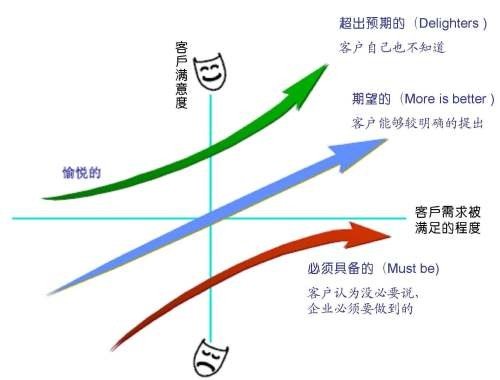 超出预期的（Delighters）
客户自己也不知道
客户满意度
期望的（More is better）
客户能够较明确的提出
愉悦的
客户需求被
满足的程度
必须具备的（Must be)
客户认为没必要说，
企业必须要做到的